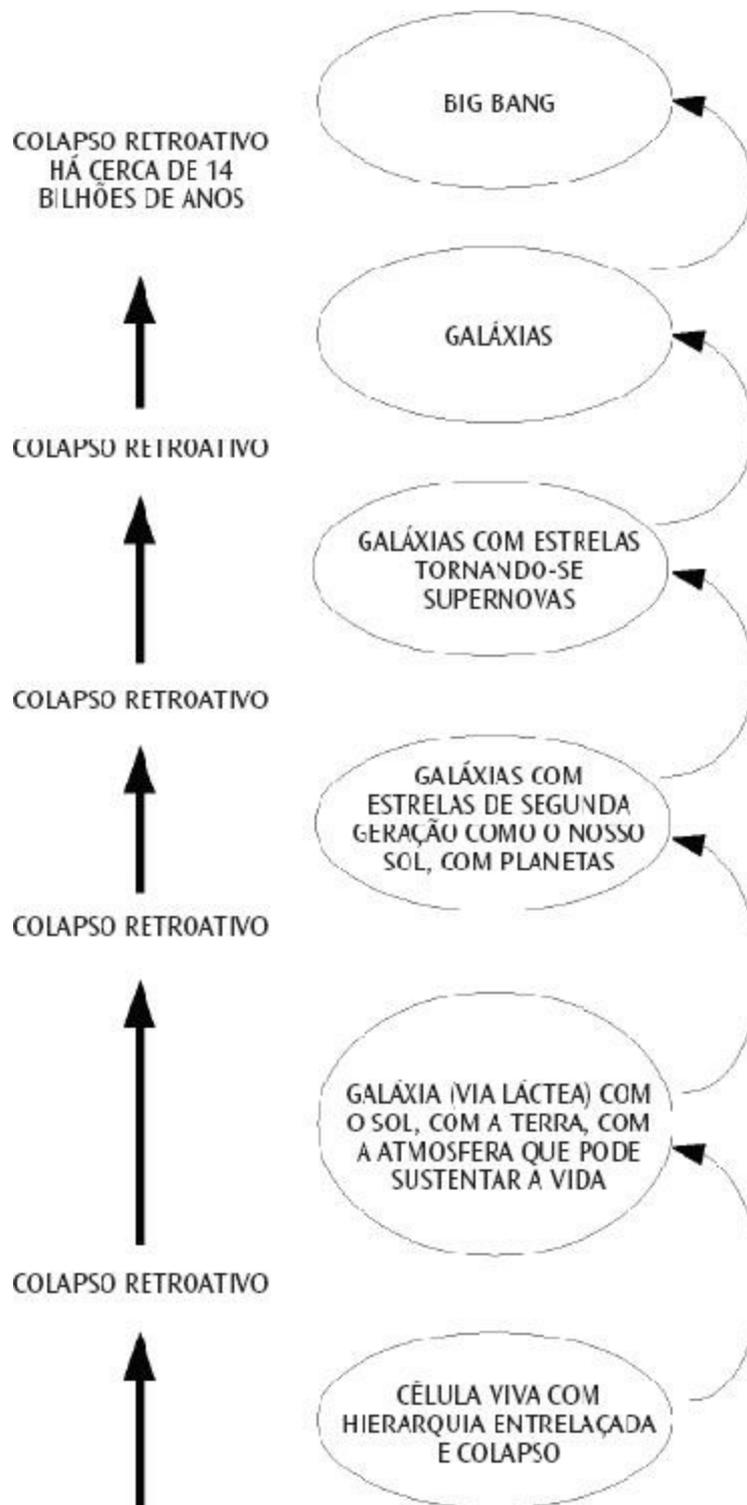 BIG BANG
COLAPSO RETROATIVO
HÁ CERCA DE 14
BILHÕES DE ANOS
GALÁXIAS
COLAPSO RETROATIVO
GALÁXIAS COM ESTRELAS
TORNANDO-SE
SUPERNOVAS
COLAPSO RETROATIVO
GALÁXIAS COM
ESTRELAS DE SEGUNDA
GERAÇÃO COMO O NOSSO
SOL, COM PLANETAS
COLAPSO RETROATIVO
GALÁXIA (VIA LÁCTEA) COM
O SOL, COM A TERRA, COM
A ATMOSFERA QUE PODE
SUSTENTAR A VIDA
COLAPSO RETROATIVO
CÉLULA VIVA COM
HIERARQUIA ENTRELAÇADA
E COLAPSO